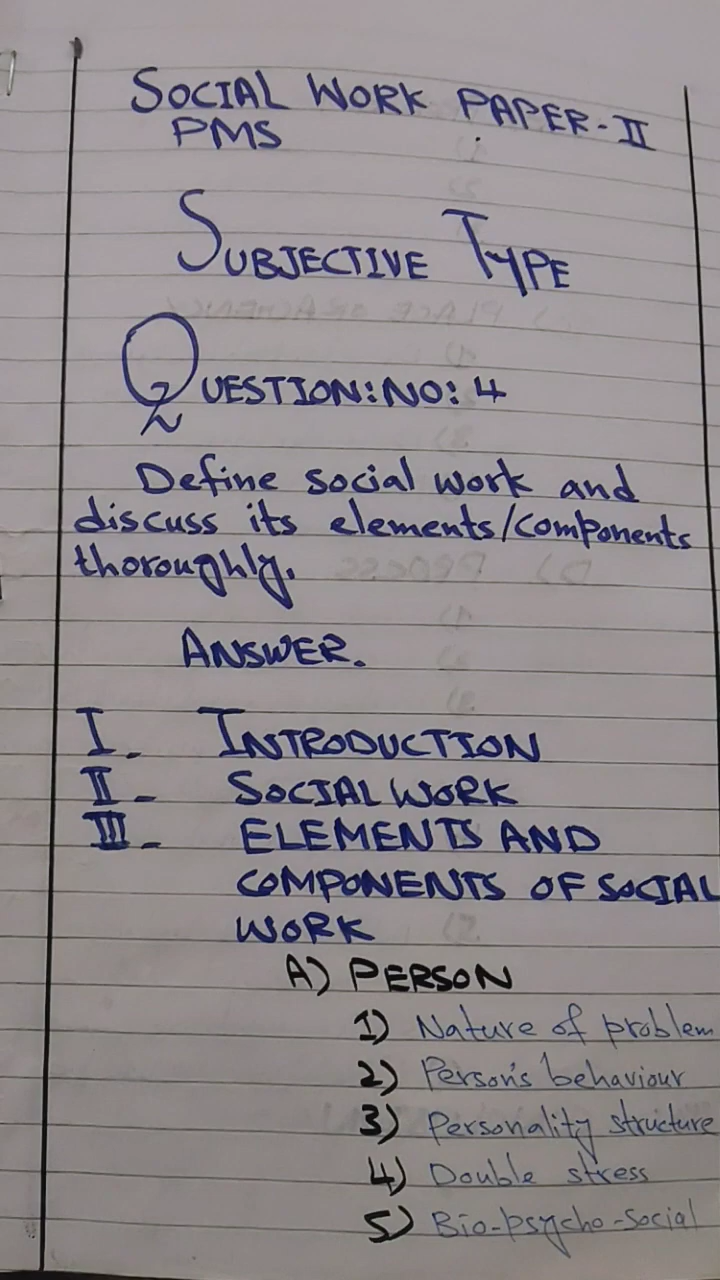 SOCIAL WORK PAPER-II
PMS
SUBJECTIVE TYPE
QUESTION:NO: 4
Define social work and
discuss its elements/components
thoroughly.
ANSWER.
I- INTRODUCTION
II- SOCIAL WORK
III- ELEMENTS AND
COMPONENTS OF SOCIAL
WORK
A) PERSON
1) Nature of problem
2) Person's behaviour
3) Personality structure
4) Double stress
5) Bio-psycho-social